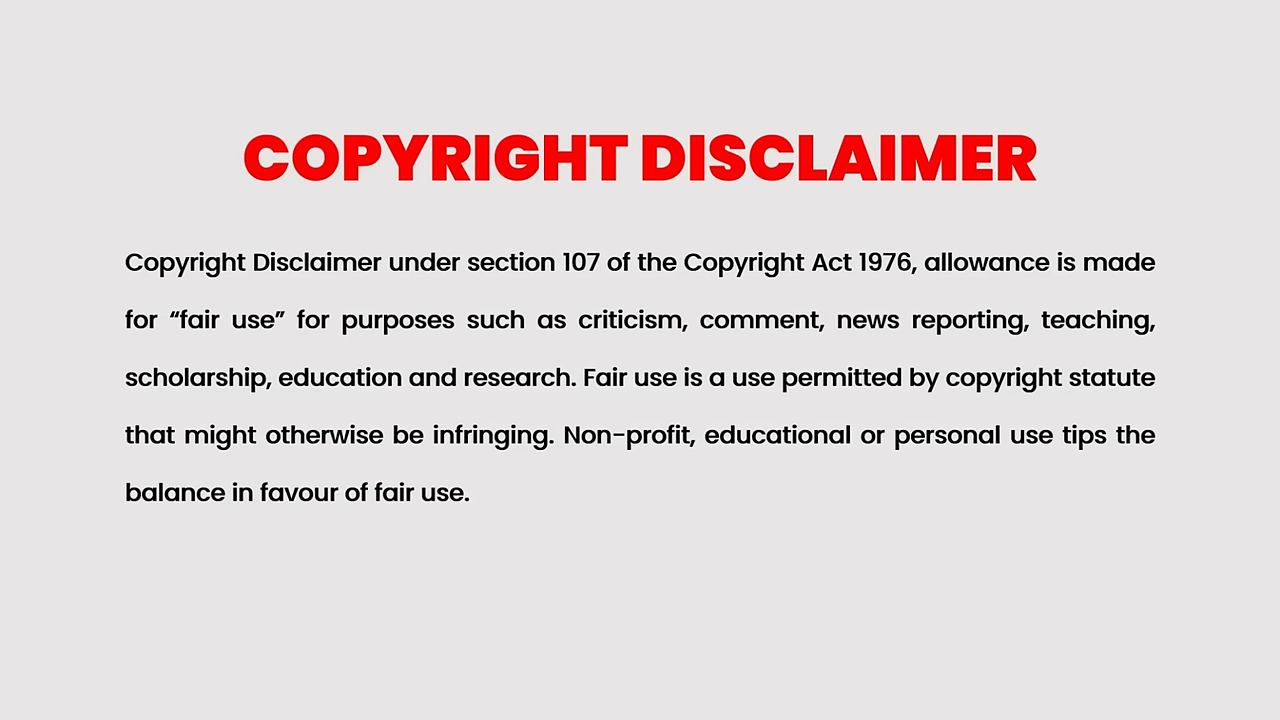 COPYRIGHT DISCLAIMER
Copyright Disclaimer under section 107 of the Copyright Act 1976, allowance is made
for “fair use” for purposes such as criticism, comment, news reporting, teaching,
scholarship, education and research. Fair use is a use permitted by copyright statute
that might otherwise be infringing. Non-profit, educational or personal use tips the
balance in favour of fair use.